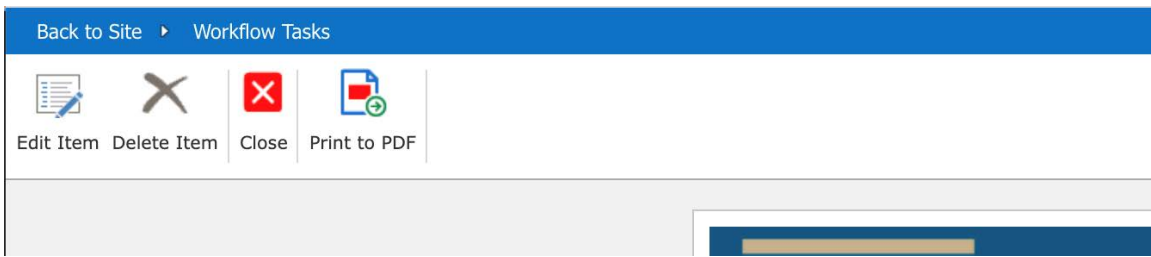 Back to Site Workflow Tasks
Edit Item Delete Item Close Print to PDF